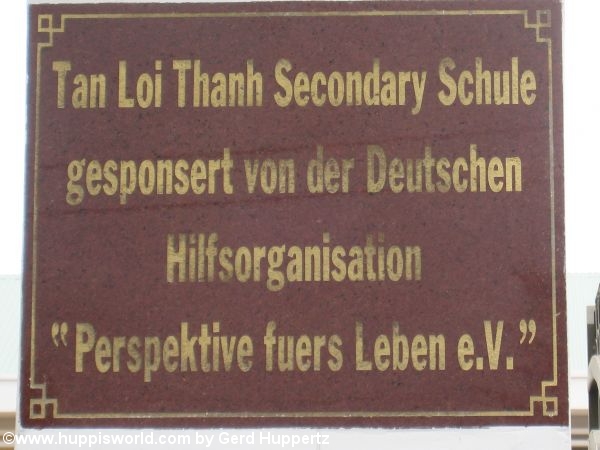 Tan Loi Thanh Secondary Schule
gesponsert von der Deutschen
Hilfsorganisation
“Perspektive fuers Leben e.V.”
©www.huppisworld.com by Gerd Huppertz